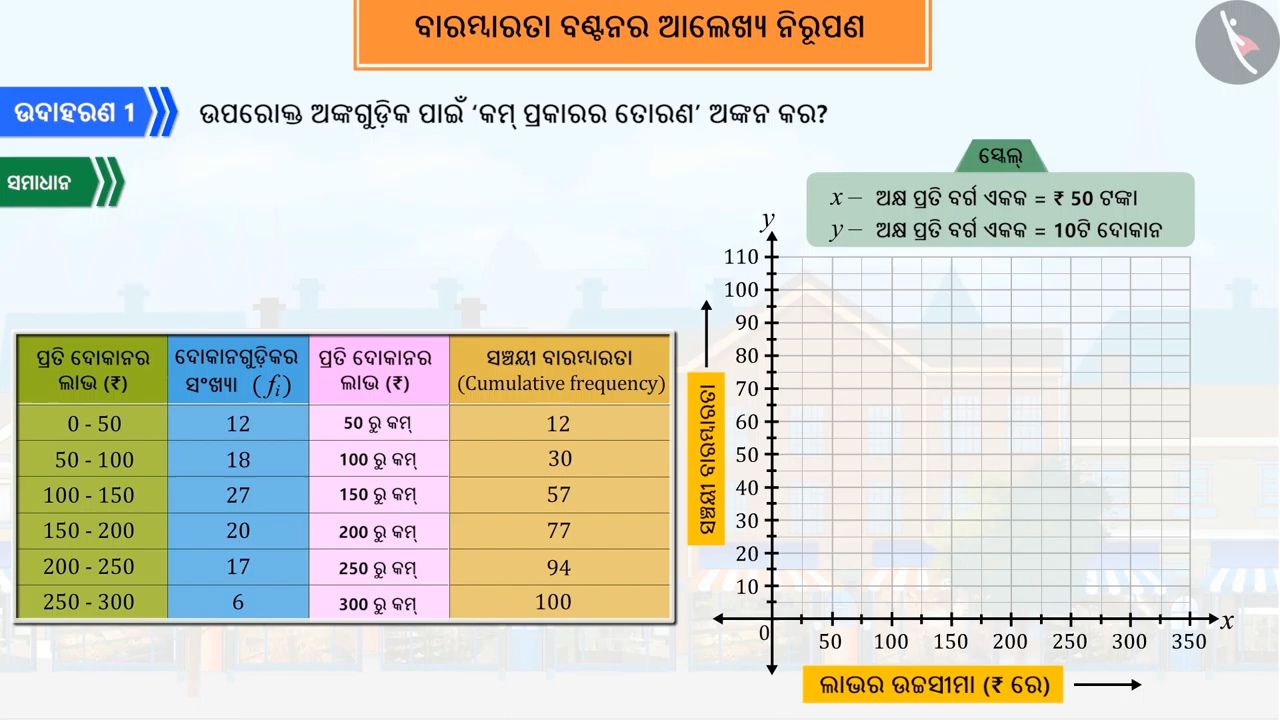 ବାରମ୍ବାରତା ବଣ୍ଟନର ଆଲେଖ୍ୟ ନିରୂପଣ
ଉଦାହରଣ 1
ଉପରୋକ୍ତ ଅଙ୍କଗୁଡ଼ିକ ପାଇଁ ‘କମ୍ ପ୍ରକାରର ତୋରଣ’ ଅଙ୍କନ କର?
ସମାଧାନ
ସ୍କେଲ୍
x – ଅକ୍ଷ ପ୍ରତି ବର୍ଗ ଏକକ = ₹ 50 ଟଙ୍କା
y – ଅକ୍ଷ ପ୍ରତି ବର୍ଗ ଏକକ = 10ଟି ଦୋକାନ
ପ୍ରତି ଦୋକାନର ଲାଭ (₹) ଦୋକାନଗୁଡ଼ିକର ସଂଖ୍ୟା (fi) ପ୍ରତି ଦୋକାନର ଲାଭ (₹) ସଞ୍ଚୟୀ ବାରମ୍ବାରତା (Cumulative frequency)
0 - 50 12 50 ରୁ କମ୍ 12
50 - 100 18 100 ରୁ କମ୍ 30
100 - 150 27 150 ରୁ କମ୍ 57
150 - 200 20 200 ରୁ କମ୍ 77
200 - 250 17 250 ରୁ କମ୍ 94
250 - 300 6 300 ରୁ କମ୍ 100
y
110
100
90
80
70
60
50
40
30
20
10
ସଞ୍ଚୟୀ ବାରମ୍ବାରତା
0 50 100 150 200 250 300 350 x
ଲାଭର ଉଚ୍ଚସୀମା (₹ ରେ)